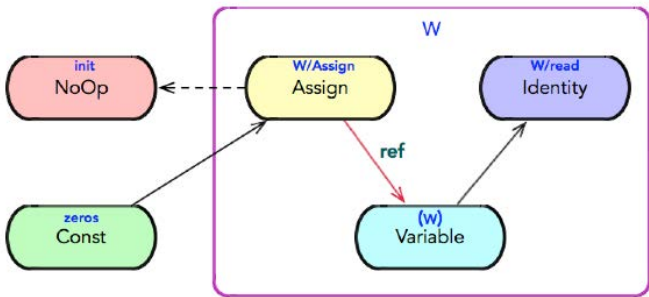 W
init
NoOp
W/Assign
Assign
W/read
Identity
ref
zeros
Const
(W)
Variable